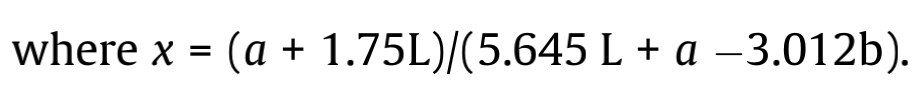 where x = (a + 1.75L)/(5.645 L + a −3.012b).